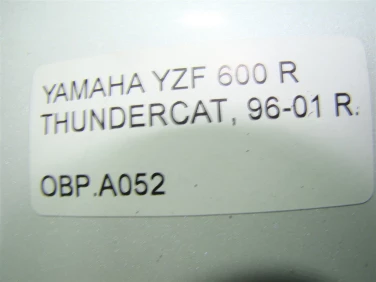 YAMAHA YZF 600 R
THUNDERCAT, 96-01 R.
OBP.A052